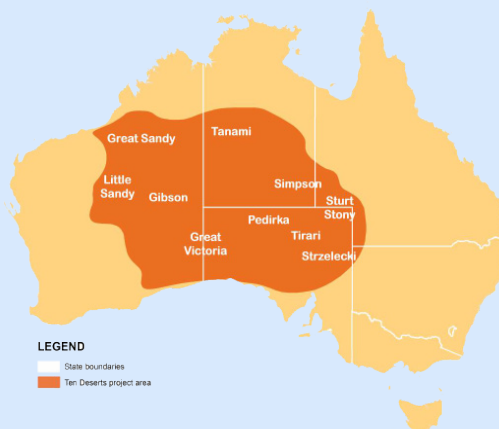 Great Sandy
Tanami
Little
Sandy
Gibson
Simpson
Sturt
Stony
Pedirka
Great
Victoria
Tirari
Strzelecki
LEGEND
State boundaries
Ten Deserts project area